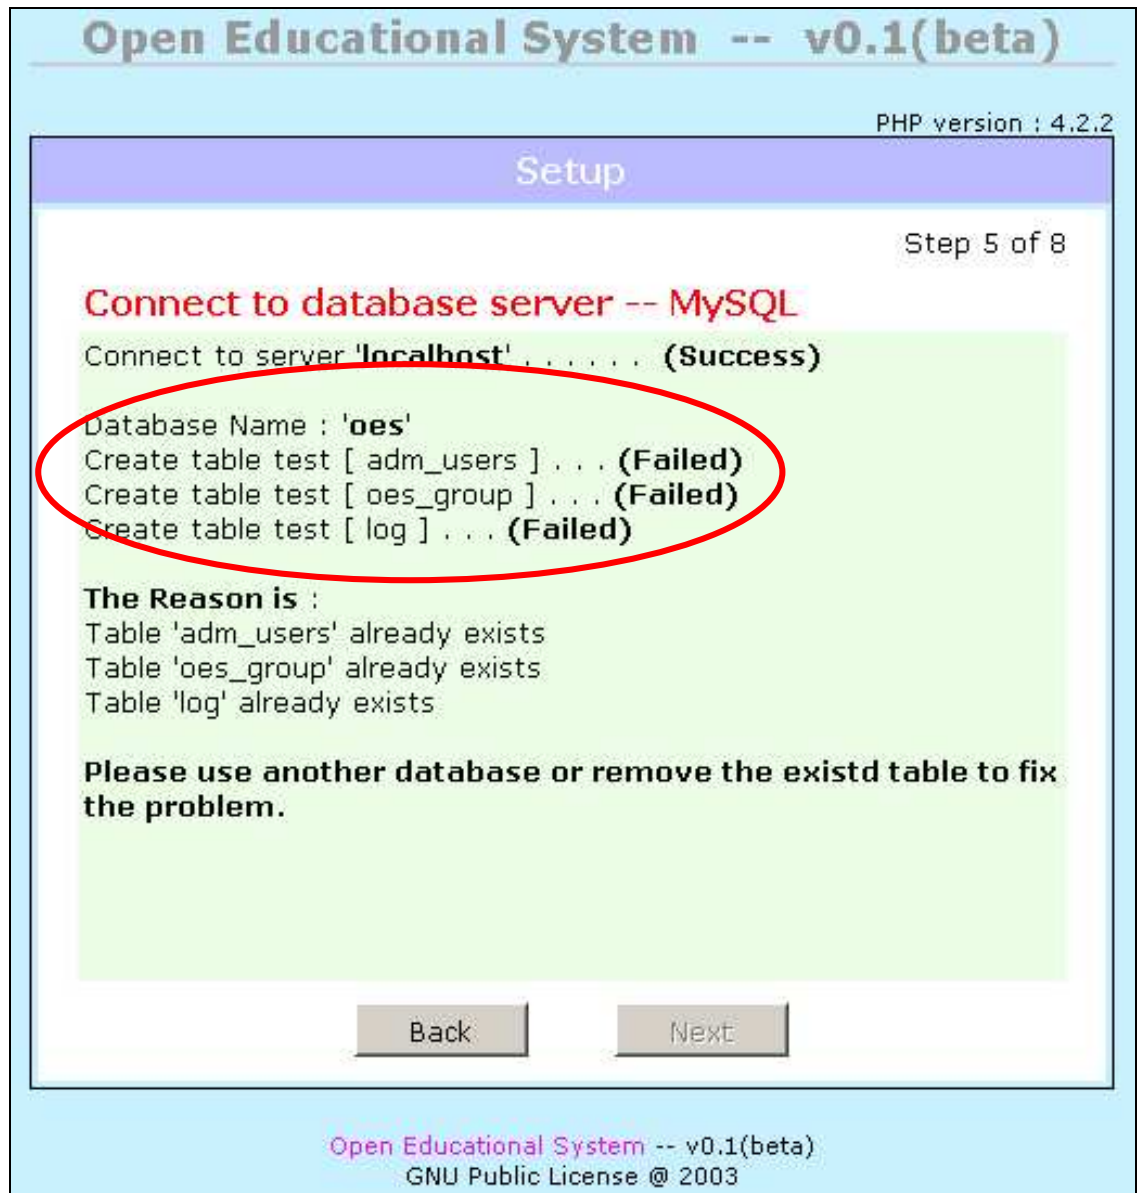 Open Educational System -- v0.1(beta)
PHP version : 4.2.2
Setup
Step 5 of 8
Connect to database server -- MySQL
Connect to server 'localhost' . . . . . . (Success)
Database Name : 'oes'
Create table test [ adm_users ] . . . (Failed)
Create table test [ oes_group ] . . . (Failed)
Create table test [ log ] . . . (Failed)
The Reason is :
Table 'adm_users' already exists
Table 'oes_group' already exists
Table 'log' already exists
Please use another database or remove the existd table to fix
the problem.
Back Next
Open Educational System -- v0.1(beta)
GNU Public License @ 2003